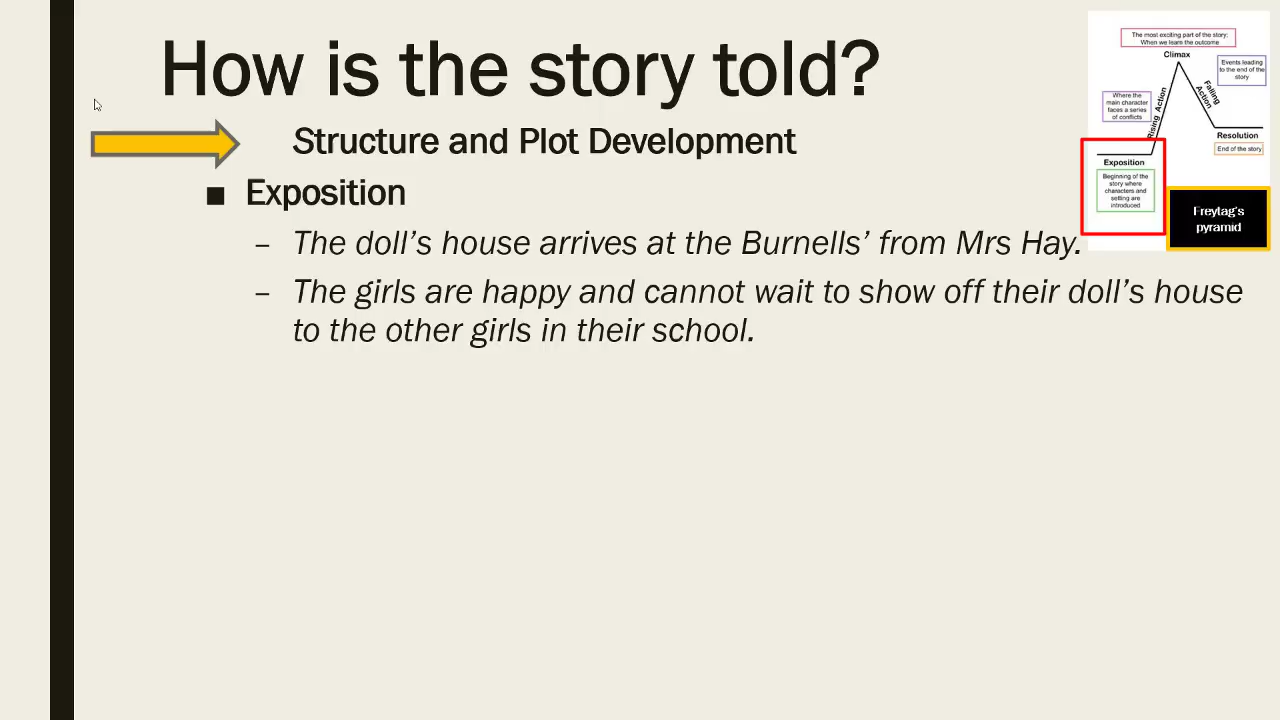 How is the story told?
Structure and Plot Development
■ Exposition
– The doll’s house arrives at the Burnells’ from Mrs Hay.
– The girls are happy and cannot wait to show off their doll’s house
to the other girls in their school.
The most exciting part of the story:
When we learn the outcome
Climax
Events leading
to the end of the
story
Where the
main character
faces a series
of conflicts
Rising Action
Falling
Action
Resolution
End of the story
Exposition
Beginning of the
story where
characters and
setting are
introduced
Freytag’s
pyramid